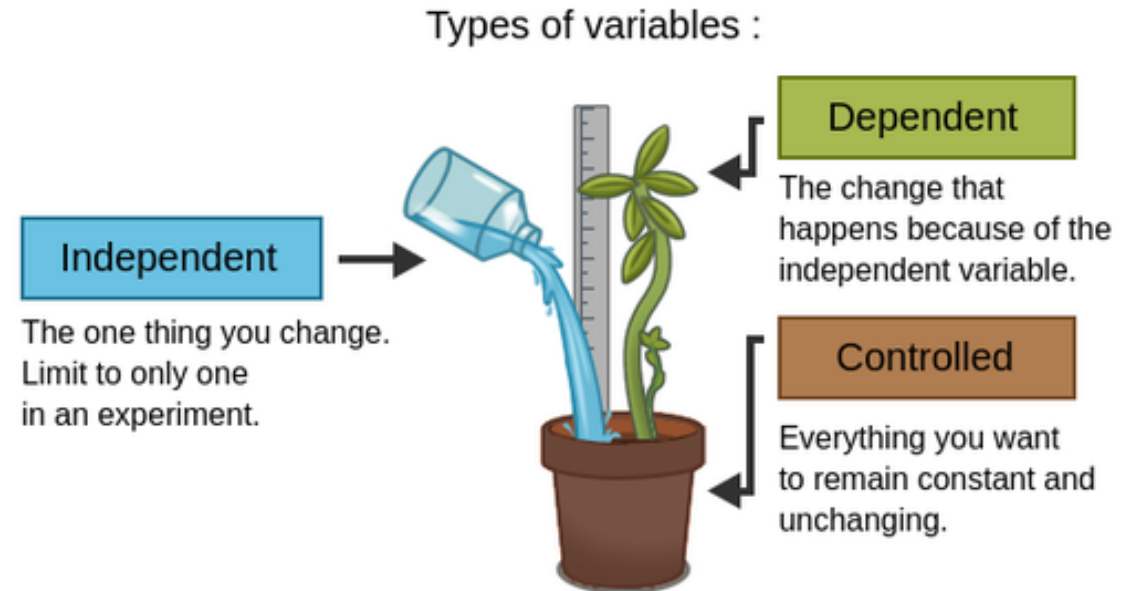 Types of variables :
Independent
The one thing you change.
Limit to only one
in an experiment.
Dependent
The change that
happens because of the
independent variable.
Controlled
Everything you want
to remain constant and
unchanging.